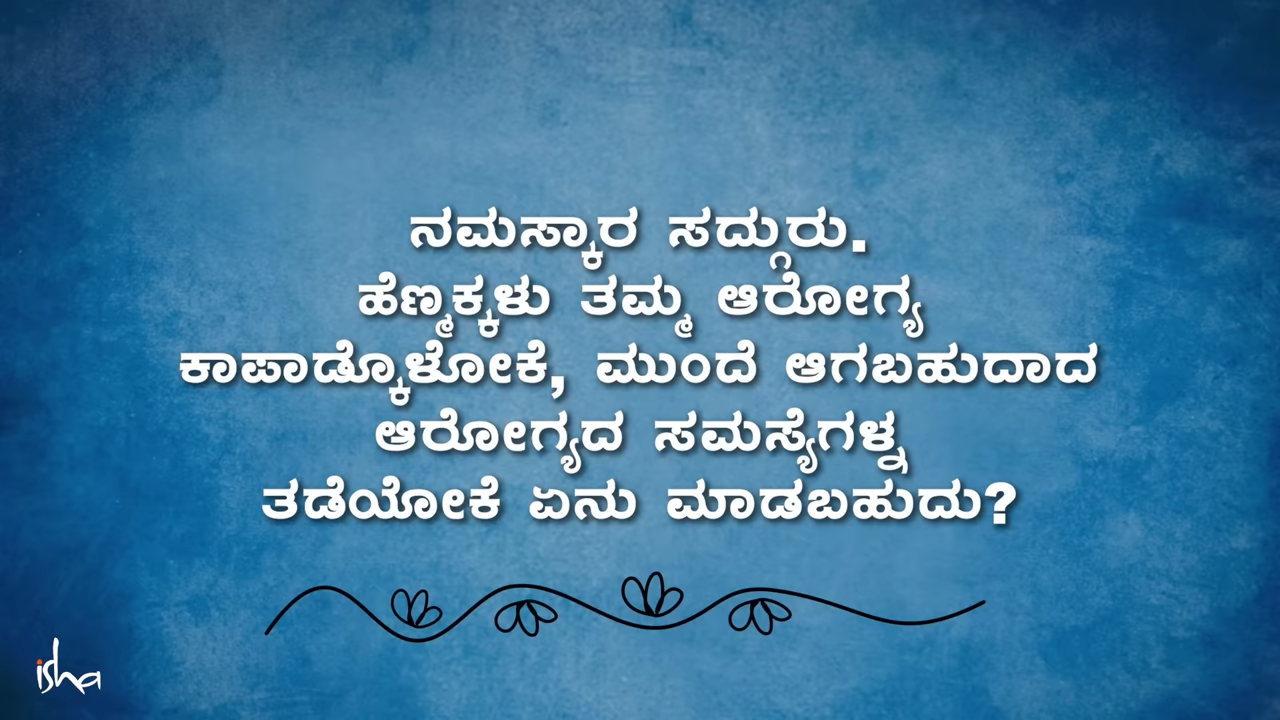 ನಮಸ್ಕಾರ ಸದ್ಗುರು.
ಹೆಣ್ಮಕ್ಕಳು ತಮ್ಮ ಆರೋಗ್ಯ
ಕಾಪಾಡ್ಕೊಳೋಕೆ, ಮುಂದೆ ಆಗಬಹುದಾದ
ಆರೋಗ್ಯದ ಸಮಸ್ಯೆಗಳ್ನ
ತಡೆಯೋಕೆ ಏನು ಮಾಡಬಹುದು?
isha